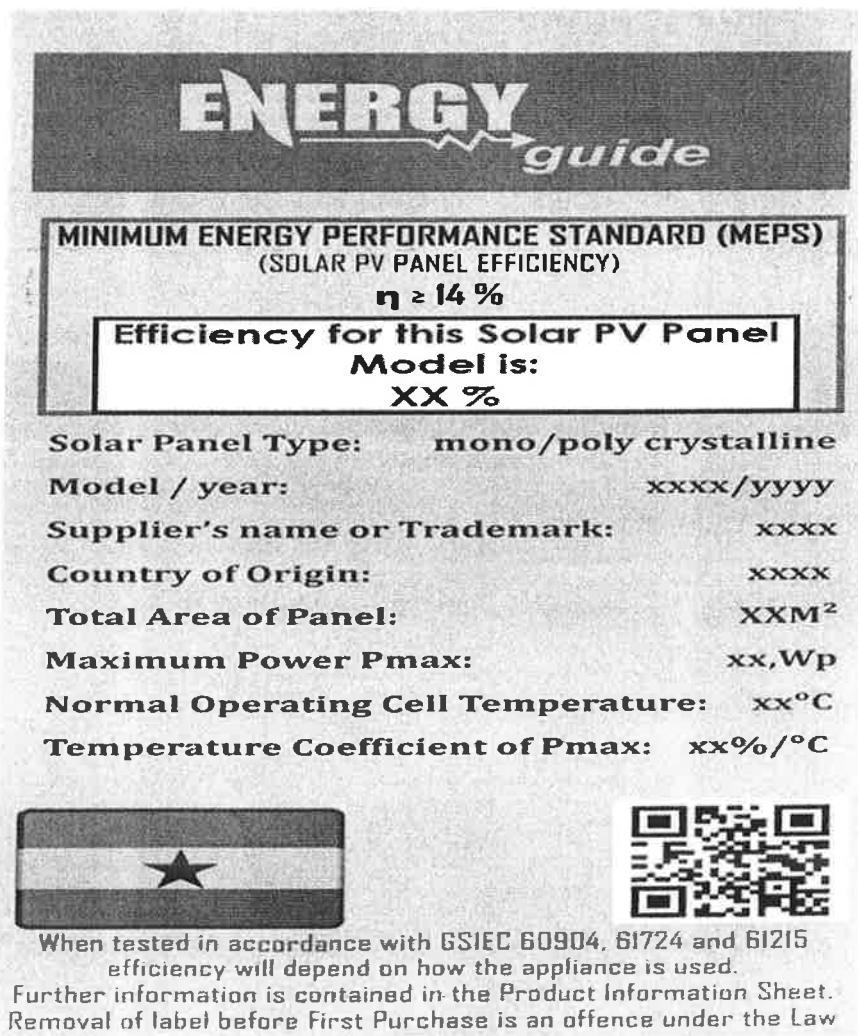 ENERGY
guide
MINIMUM ENERGY PERFORMANCE STANDARD (MEPS)
(SOLAR PV PANEL EFFICIENCY)
η ≥ 14 %
Efficiency for this Solar PV Panel
Model is:
XX %
Solar Panel Type: mono/poly crystalline
Model / year: xxxx/yyyy
Supplier's name or Trademark: xxxx
Country of Origin: xxxx
Total Area of Panel: XXM²
Maximum Power Pmax: xx,Wp
Normal Operating Cell Temperature: xx°C
Temperature Coefficient of Pmax: xx%/°C
When tested in accordance with GSIEC 60904, 61724 and 61215
efficiency will depend on how the appliance is used.
Further information is contained in the Product Information Sheet.
Removal of label before First Purchase is an offence under the Law